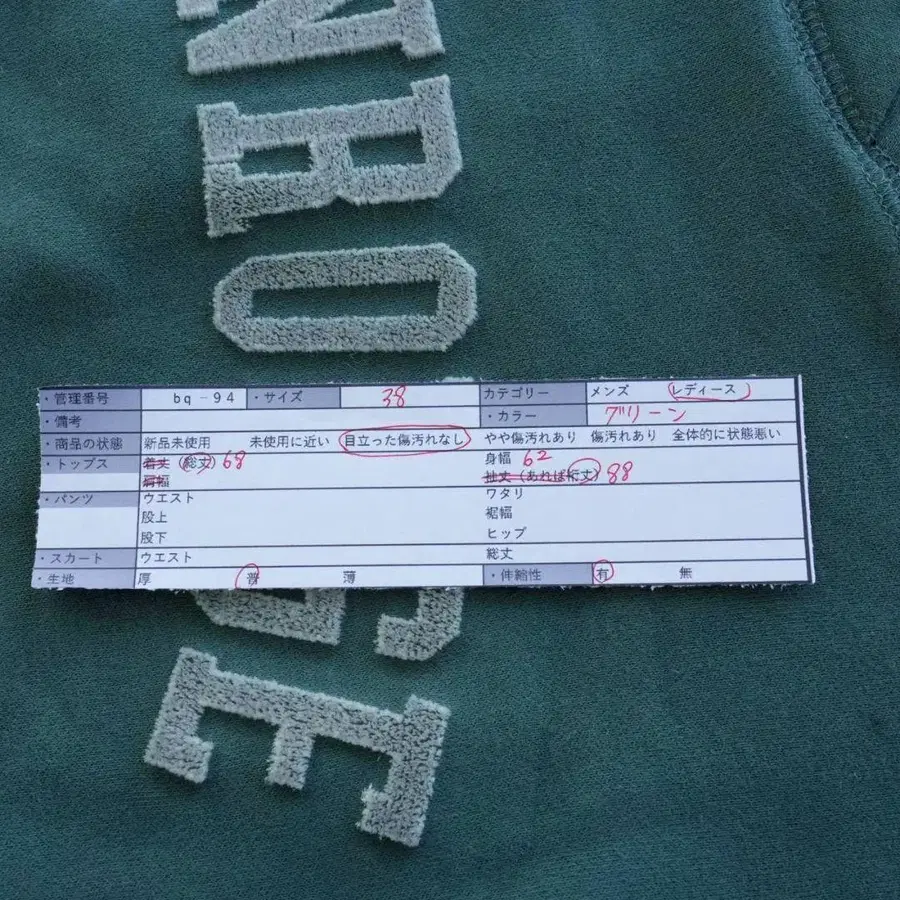 N
B
O
・管理番号 bq-94 ・サイズ 38 カテゴリー メンズ レディース
・備考 ・カラー グリーン
・商品の状態 新品未使用 未使用に近い 目立った傷汚れなし やや傷汚れあり 傷汚れあり 全体的に状態悪い
・トップス 着丈(総丈) 68 身幅 62
肩幅 裄丈(あれば裄丈) 88
・パンツ ウエスト ワタリ
股上 裾幅
股下 ヒップ
・スカート ウエスト 総丈
・生地 厚 普 薄 ・伸縮性 有 無
E